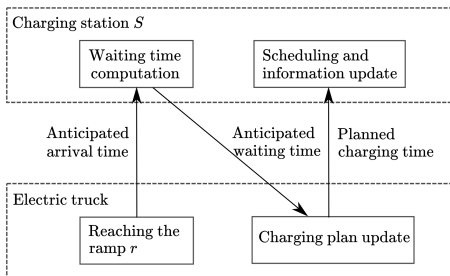 Charging station S
Waiting time
computation
Scheduling and
information update
Anticipated
arrival time
Anticipated
waiting time
Planned
charging time
Electric truck
Reaching the
ramp r
Charging plan update